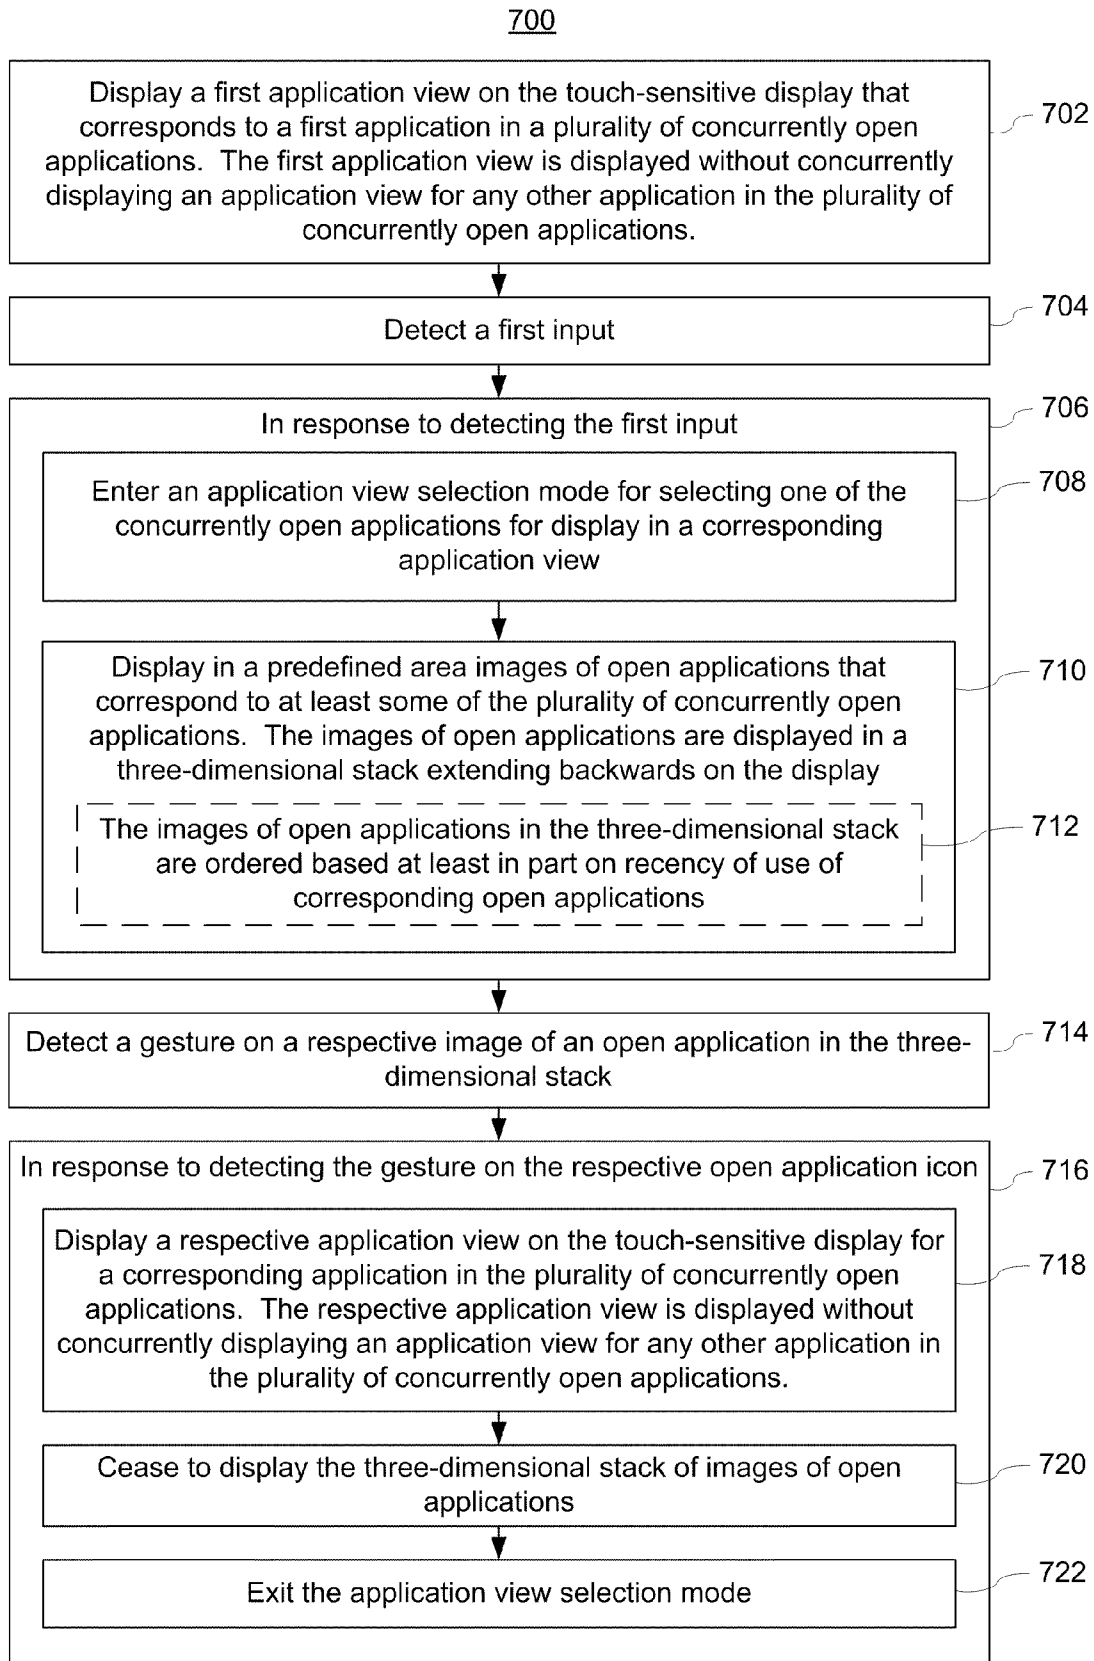 700
Display a first application view on the touch-sensitive display that
corresponds to a first application in a plurality of concurrently open
applications. The first application view is displayed without concurrently
displaying an application view for any other application in the plurality of
concurrently open applications.
702
Detect a first input
704
In response to detecting the first input
706
Enter an application view selection mode for selecting one of the
concurrently open applications for display in a corresponding
application view
708
Display in a predefined area images of open applications that
correspond to at least some of the plurality of concurrently open
applications. The images of open applications are displayed in a
three-dimensional stack extending backwards on the display
710
The images of open applications in the three-dimensional stack
are ordered based at least in part on recency of use of
corresponding open applications
712
Detect a gesture on a respective image of an open application in the three-
dimensional stack
714
In response to detecting the gesture on the respective open application icon
716
Display a respective application view on the touch-sensitive display for
a corresponding application in the plurality of concurrently open
applications. The respective application view is displayed without
concurrently displaying an application view for any other application in
the plurality of concurrently open applications.
718
Cease to display the three-dimensional stack of images of open
applications
720
Exit the application view selection mode
722